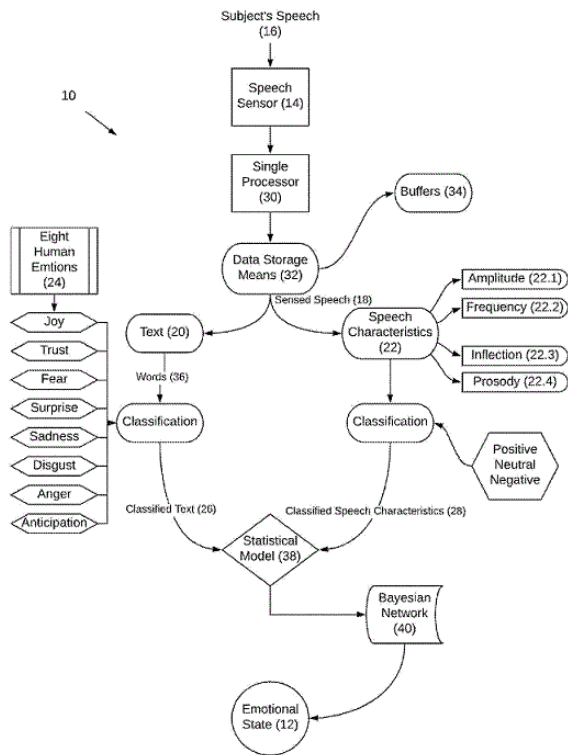 Subject's Speech
(16)
10
Speech
Sensor (14)
Single
Processor
(30)
Buffers (34)
Data Storage
Means (32)
Eight
Human
Emtions
(24)
Sensed Speech (18)
Amplitude (22.1)
Frequency (22.2)
Inflection (22.3)
Prosody (22.4)
Text (20)
Speech
Characteristics
(22)
Joy
Trust
Fear
Surprise
Sadness
Disgust
Anger
Anticipation
Words (36)
Classification
Classification
Positive
Neutral
Negative
Classified Text (26)
Classified Speech Characteristics (28)
Statistical
Model (38)
Bayesian
Network
(40)
Emotional
State (12)